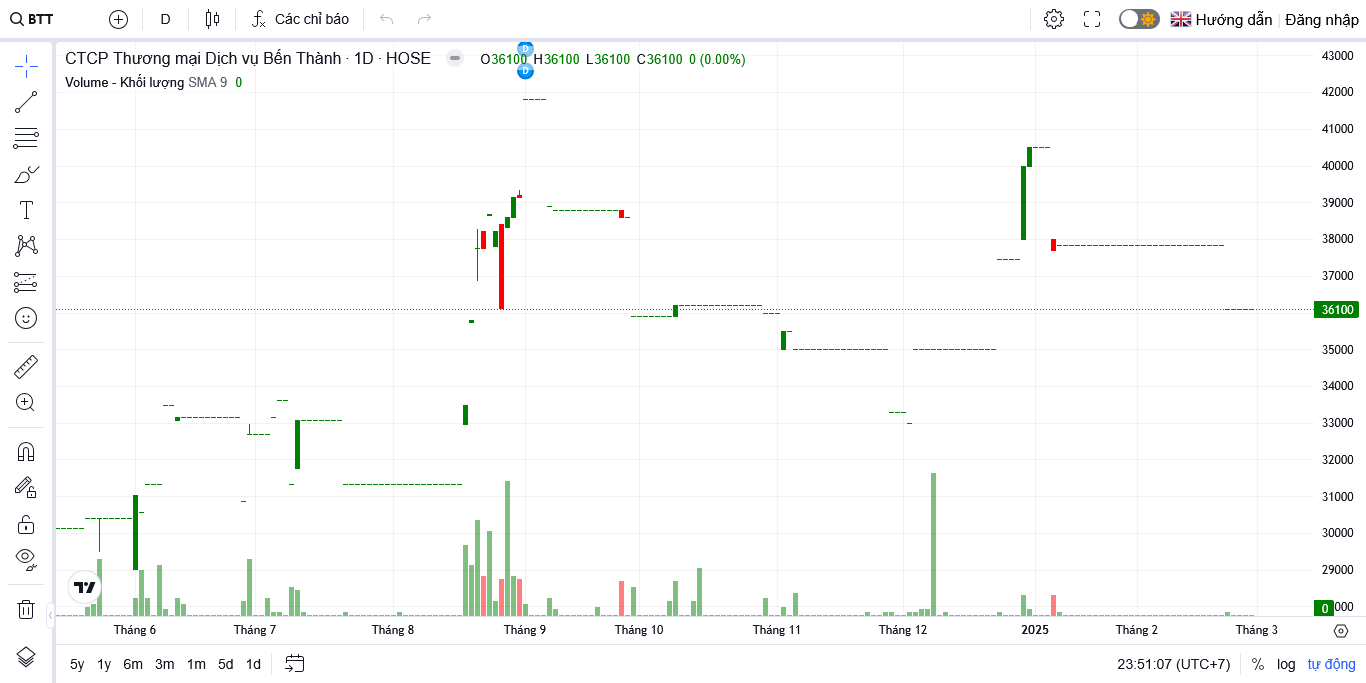 BTT D Các chỉ báo Hướng dẫn Đăng nhập
CTCP Thương mại Dịch vụ Bến Thành · 1D · HOSE O36100 H36100 L36100 C36100 0 (0.00%)
D
D
Volume - Khối lượng SMA 9 0
43000
42000
41000
40000
39000
38000
37000
36100
35000
34000
33000
32000
31000
30000
29000
0
Tháng 6 Tháng 7 Tháng 8 Tháng 9 Tháng 10 Tháng 11 Tháng 12 2025 Tháng 2 Tháng 3
5y 1y 6m 3m 1m 5d 1d 23:51:07 (UTC+7) % log tự động